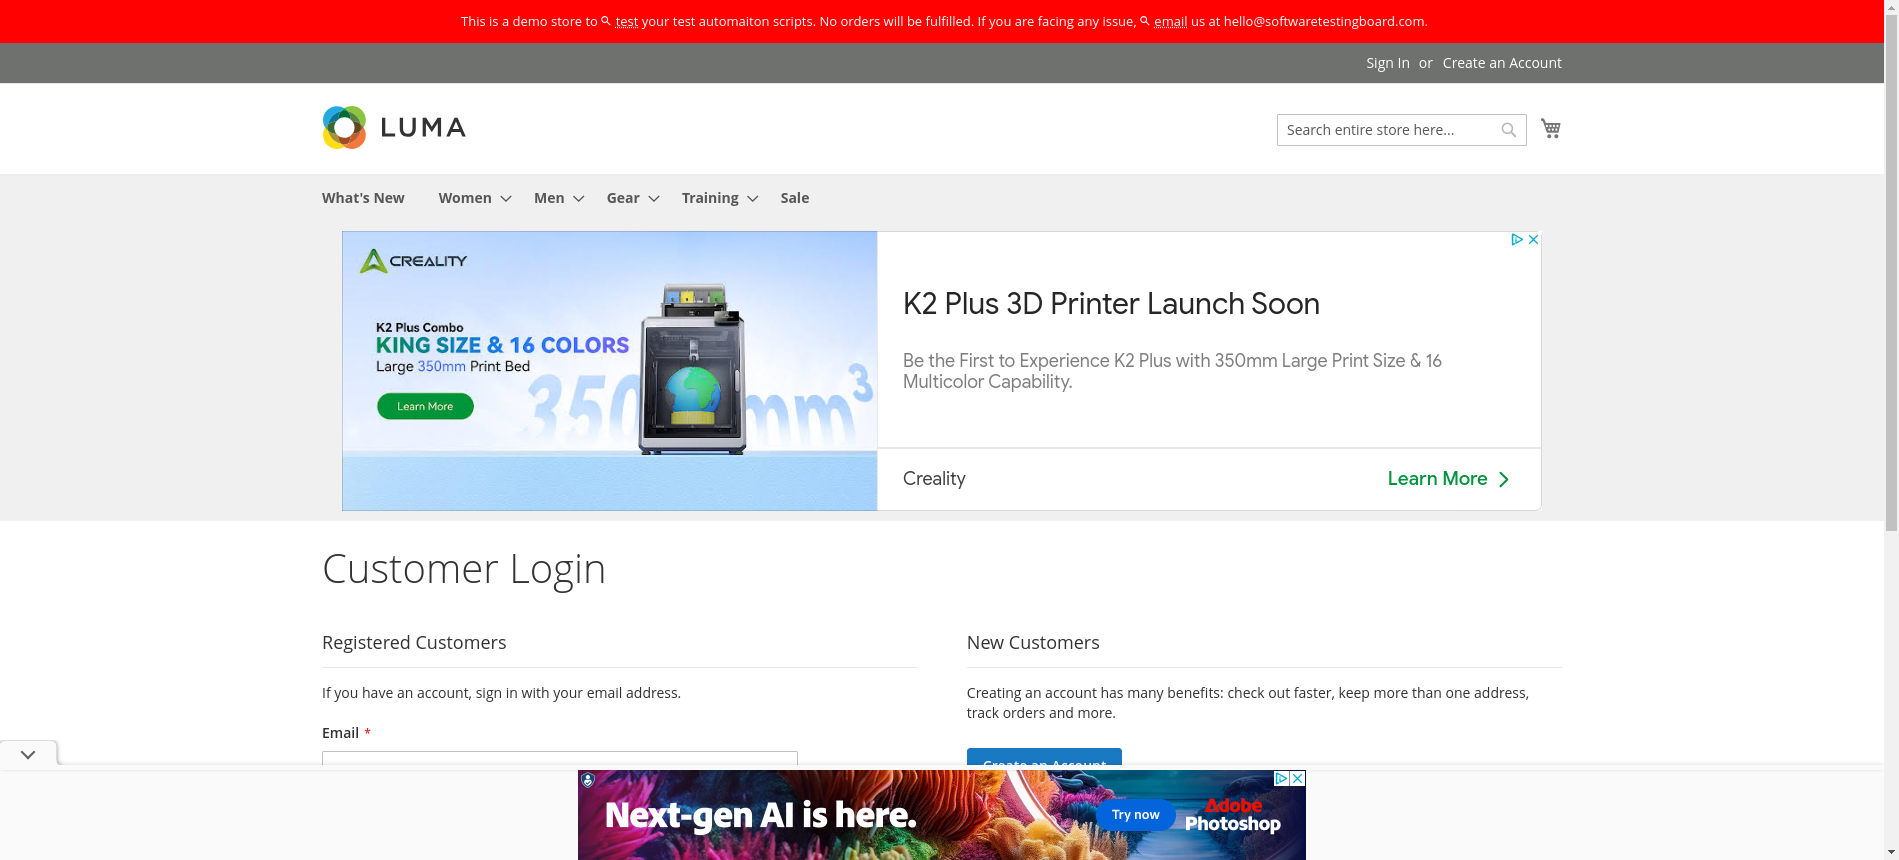 This is a demo store to test your test automaiton scripts. No orders will be fulfilled. If you are facing any issue, email us at hello@softwaretestingboard.com.
Sign In or Create an Account
LUMA
Search entire store here...
What's New Women Men Gear Training Sale
CREALITY
K2 Plus Combo
KING SIZE & 16 COLORS
Large 350mm Print Bed
350 mm³
Learn More
K2 Plus 3D Printer Launch Soon
Be the First to Experience K2 Plus with 350mm Large Print Size & 16
Multicolor Capability.
Creality
Learn More
Customer Login
Registered Customers
If you have an account, sign in with your email address.
Email *
New Customers
Creating an account has many benefits: check out faster, keep more than one address,
track orders and more.
Create an Account
Next-gen AI is here.
Try now
Adobe
Photoshop